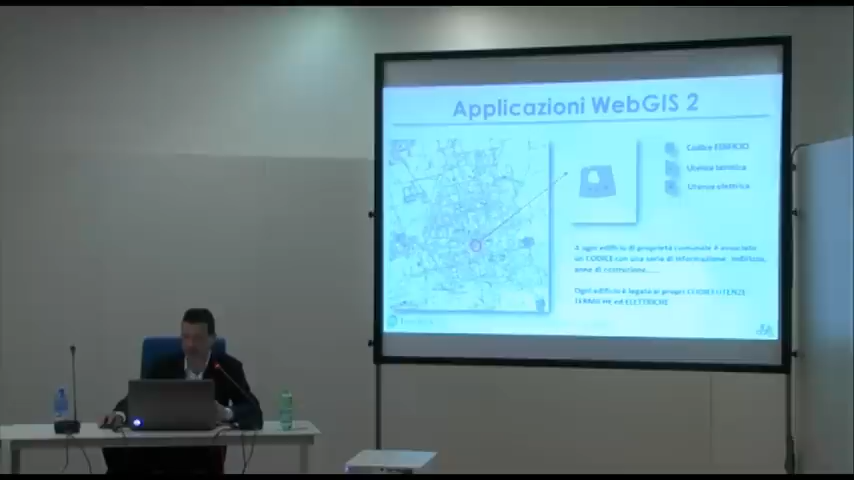 Applicazioni WebGIS 2
Codice EDIFICIO
Utenza termica
Utenza elettrica
A ogni edificio di proprietà comunale è associato
un CODICE con una serie di informazione indirizzo,
anno di costruzione.....
Ogni edificio è legato ai propri CODICI UTENZE
TERMICHE ed ELETTRICHE